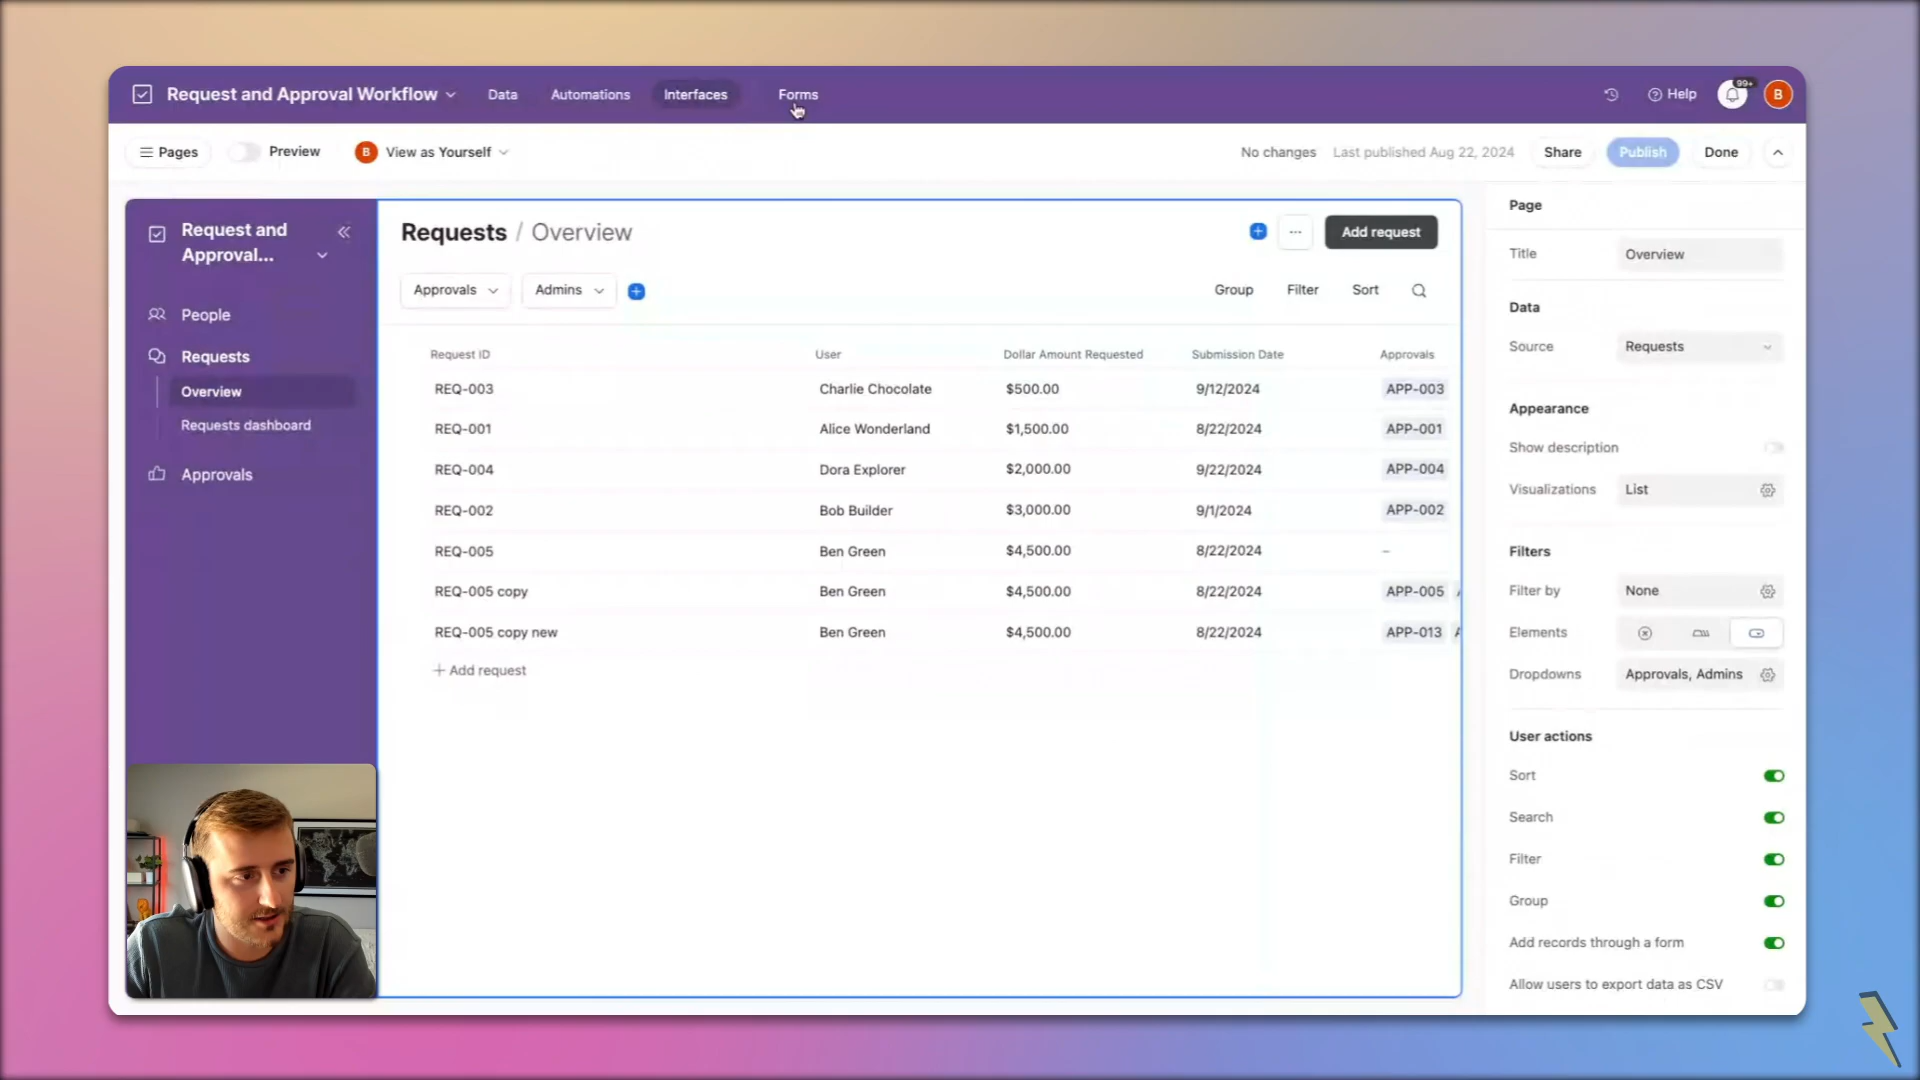 Request and Approval Workflow
Data
Automations
Interfaces
Forms
Help
99+
B
Pages
Preview
B
View as Yourself
No changes
Last published Aug 22, 2024
Share
Publish
Done
Request and
Approval...
People
Requests
Overview
Requests dashboard
Approvals
Requests / Overview
...
Add request
Approvals
Admins
Group
Filter
Sort
Request ID
User
Dollar Amount Requested
Submission Date
Approvals
REQ-003
Charlie Chocolate
$500.00
9/12/2024
APP-003
REQ-001
Alice Wonderland
$1,500.00
8/22/2024
APP-001
REQ-004
Dora Explorer
$2,000.00
9/22/2024
APP-004
REQ-002
Bob Builder
$3,000.00
9/1/2024
APP-002
REQ-005
Ben Green
$4,500.00
8/22/2024
–
REQ-005 copy
Ben Green
$4,500.00
8/22/2024
APP-005
REQ-005 copy new
Ben Green
$4,500.00
8/22/2024
APP-013
+ Add request
Page
Title
Overview
Data
Source
Requests
Appearance
Show description
Visualizations
List
Filters
Filter by
None
Elements
Dropdowns
Approvals, Admins
User actions
Sort
Search
Filter
Group
Add records through a form
Allow users to export data as CSV